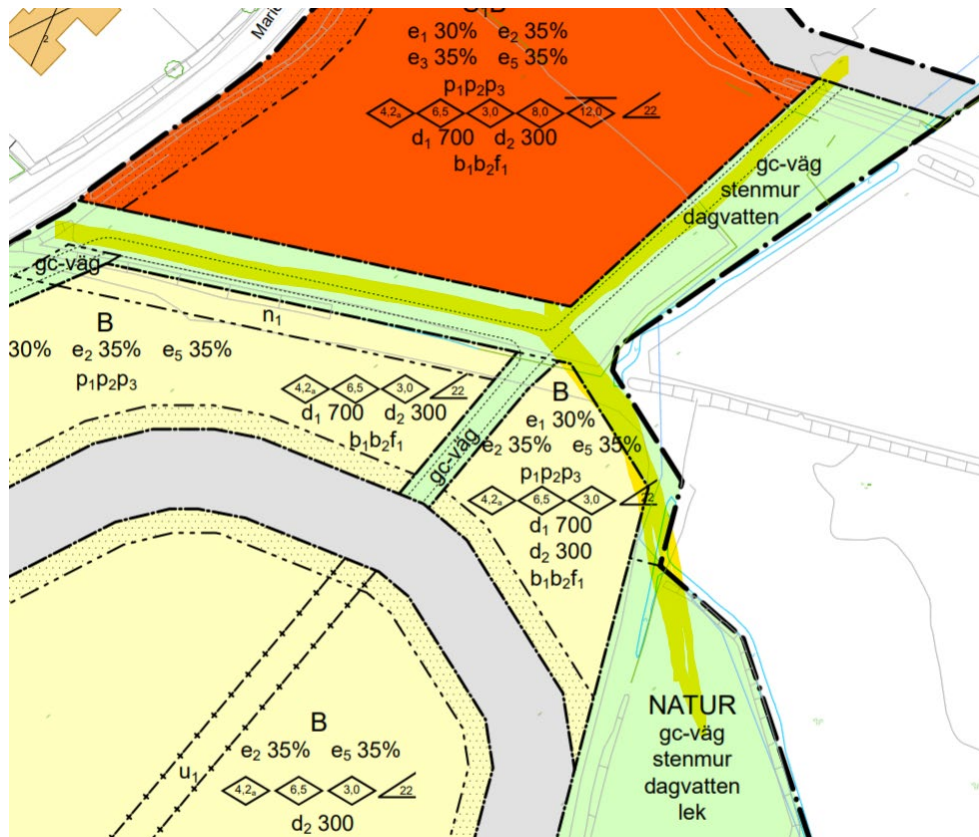 2
Marie
S₁B
e₁ 30% e₂ 35%
e₃ 35% e₅ 35%
p₁p₂p₃
4,2ₐ 6,5 3,0 8,0 12,0 22
d₁ 700 d₂ 300
b₁b₂f₁
gc-väg
stenmur
dagvatten
gc-väg
n₁
B
30% e₂ 35% e₅ 35%
p₁p₂p₃
4,2ₐ 6,5 3,0 22
d₁ 700 d₂ 300
b₁b₂f₁
gc-väg
B
e₁ 30%
e₂ 35% e₅ 35%
p₁p₂p₃
4,2ₐ 6,5 3,0 22
d₁ 700
d₂ 300
b₁b₂f₁
NATUR
gc-väg
stenmur
dagvatten
lek
B
e₂ 35% e₅ 35%
u₁
4,2ₐ 6,5 3,0 22
d₂ 300